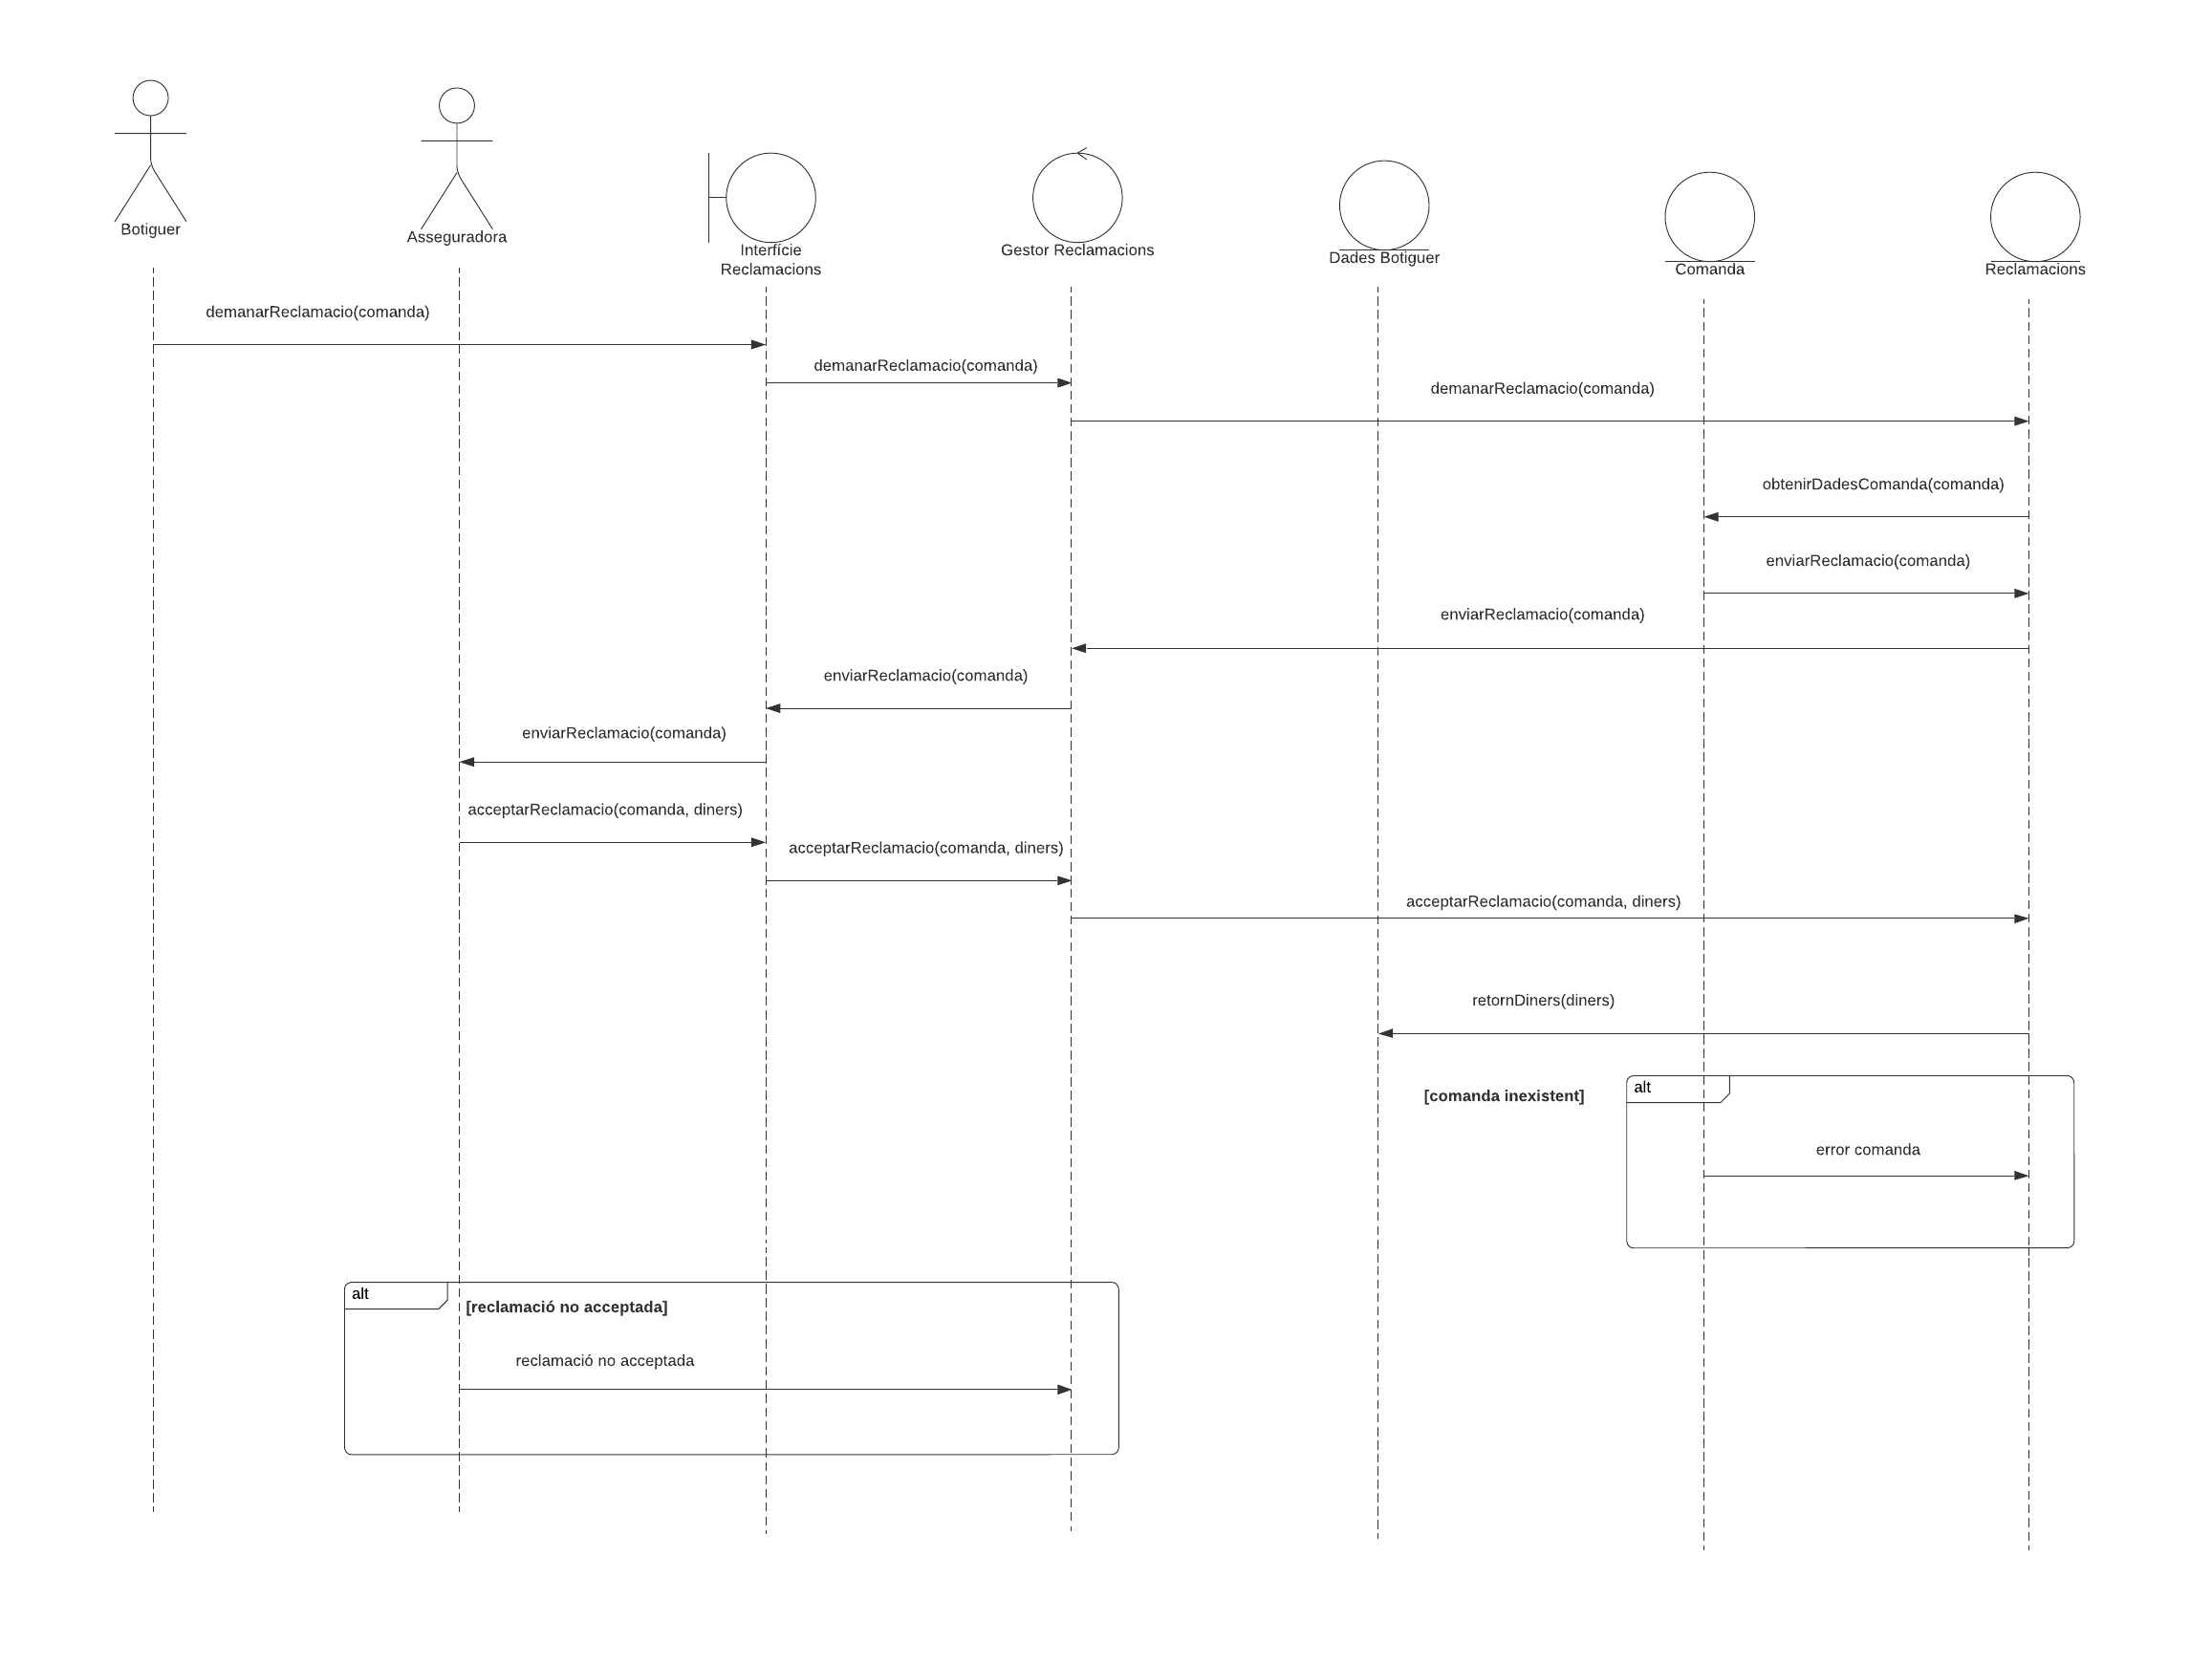 Botiguer
Asseguradora
Interfície
Reclamacions
Gestor Reclamacions
Dades Botiguer
Comanda
Reclamacions
demanarReclamacio(comanda)
demanarReclamacio(comanda)
demanarReclamacio(comanda)
obtenirDadesComanda(comanda)
enviarReclamacio(comanda)
enviarReclamacio(comanda)
enviarReclamacio(comanda)
enviarReclamacio(comanda)
acceptarReclamacio(comanda, diners)
acceptarReclamacio(comanda, diners)
acceptarReclamacio(comanda, diners)
retornDiners(diners)
[comanda inexistent]
alt
error comanda
alt
[reclamació no acceptada]
reclamació no acceptada